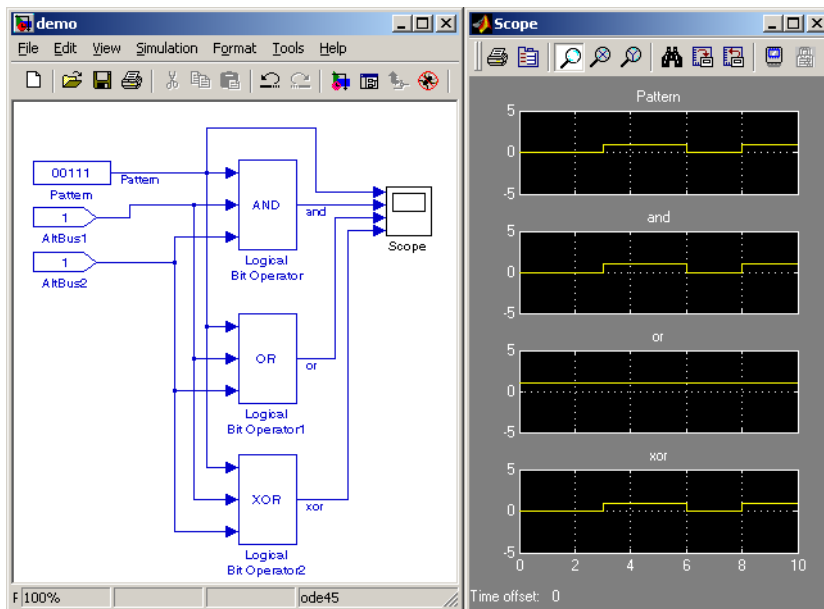 demo
File Edit View Simulation Format Tools Help
00111
Pattern
Pattern
1
AltBus1
1
AltBus2
AND
and
Logical
Bit Operator
Scope
OR
or
Logical
Bit Operator1
XOR
xor
Logical
Bit Operator2
F 100% ode45
Scope
Pattern
5
0
-5
and
5
0
-5
or
5
0
-5
xor
5
0
-5
0 2 4 6 8 10
Time offset: 0